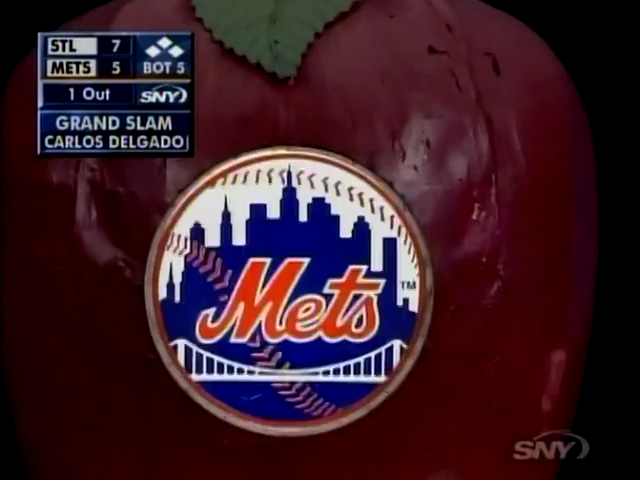 STL 7
METS 5 BOT 5
1 Out SNY
GRAND SLAM
CARLOS DELGADO
Mets
TM
SNY